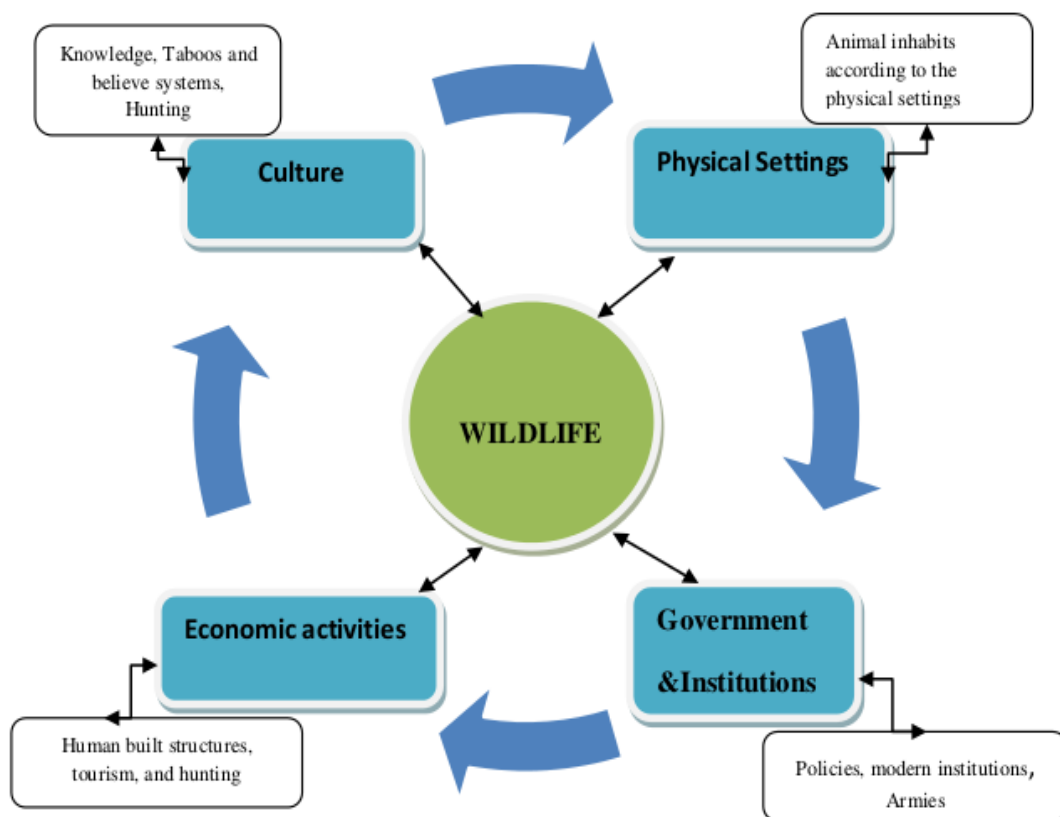 Knowledge, Taboos and
believe systems,
Hunting
Animal inhabits
according to the
physical settings
Culture
Physical Settings
WILDLIFE
Economic activities
Government
&Institutions
Human built structures,
tourism, and hunting
Policies, modern institutions,
Armies